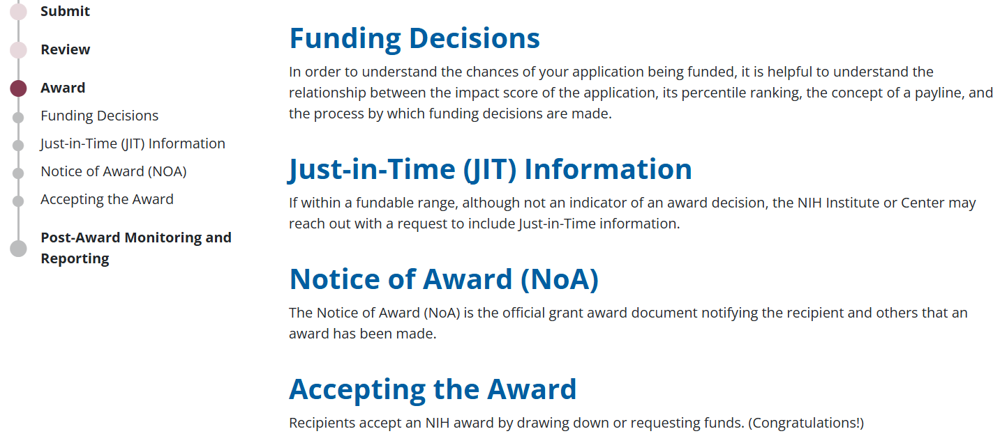 Submit
Review
Award
Funding Decisions
Just-in-Time (JIT) Information
Notice of Award (NOA)
Accepting the Award
Post-Award Monitoring and
Reporting
Funding Decisions
In order to understand the chances of your application being funded, it is helpful to understand the
relationship between the impact score of the application, its percentile ranking, the concept of a payline, and
the process by which funding decisions are made.
Just-in-Time (JIT) Information
If within a fundable range, although not an indicator of an award decision, the NIH Institute or Center may
reach out with a request to include Just-in-Time information.
Notice of Award (NoA)
The Notice of Award (NoA) is the official grant award document notifying the recipient and others that an
award has been made.
Accepting the Award
Recipients accept an NIH award by drawing down or requesting funds. (Congratulations!)